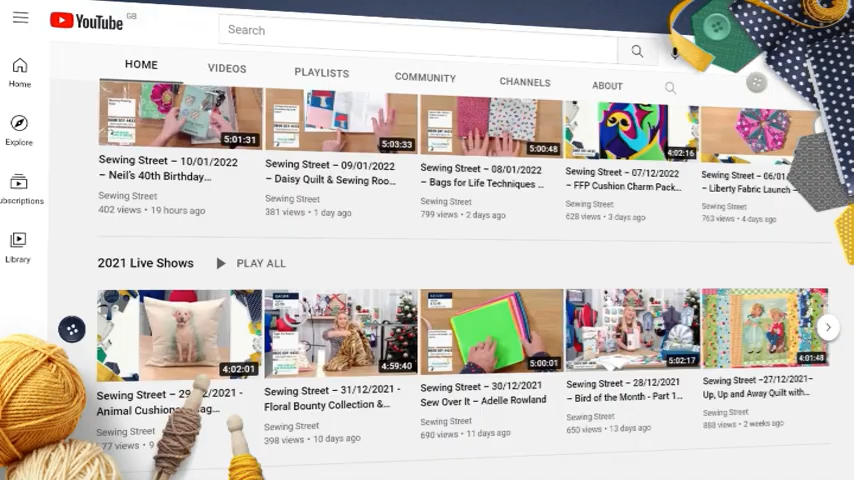 YouTube GB
Search
HOME
VIDEOS
PLAYLISTS
COMMUNITY
CHANNELS
ABOUT
Home
Explore
ubscriptions
Library
5:01:31
5:03:33
5:00:48
4:02:16
Sewing Street – 10/01/2022
– Neil's 40th Birthday...
Sewing Street
402 views • 19 hours ago
Sewing Street – 09/01/2022
– Daisy Quilt & Sewing Roo...
Sewing Street
381 views • 1 day ago
Sewing Street – 08/01/2022
– Bags for Life Techniques ...
Sewing Street
799 views • 2 days ago
Sewing Street – 07/12/2022
– FFP Cushion Charm Pack...
Sewing Street
628 views • 3 days ago
Sewing Street – 06/01/
– Liberty Fabric Launch –
Sewing Street
763 views • 4 days ago
2021 Live Shows
PLAY ALL
4:02:01
4:59:40
5:00:01
5:02:17
4:01:48
Sewing Street – 29/12/2021 -
Animal Cushion
Sewing Street
77 views • 9
Sewing Street – 31/12/2021 -
Floral Bounty Collection &...
Sewing Street
398 views • 10 days ago
Sewing Street – 30/12/2021
Sew Over It – Adelle Rowland
Sewing Street
690 views • 11 days ago
Sewing Street – 28/12/2021
– Bird of the Month - Part 1...
Sewing Street
650 views • 13 days ago
Sewing Street –27/12/2021–
Up, Up and Away Quilt with...
Sewing Street
888 views • 2 weeks ago